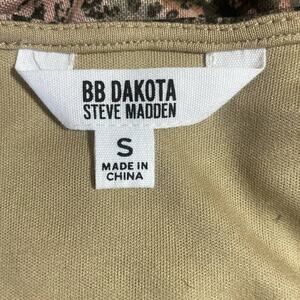 BB DAKOTA
STEVE MADDEN
S
MADE IN
CHINA